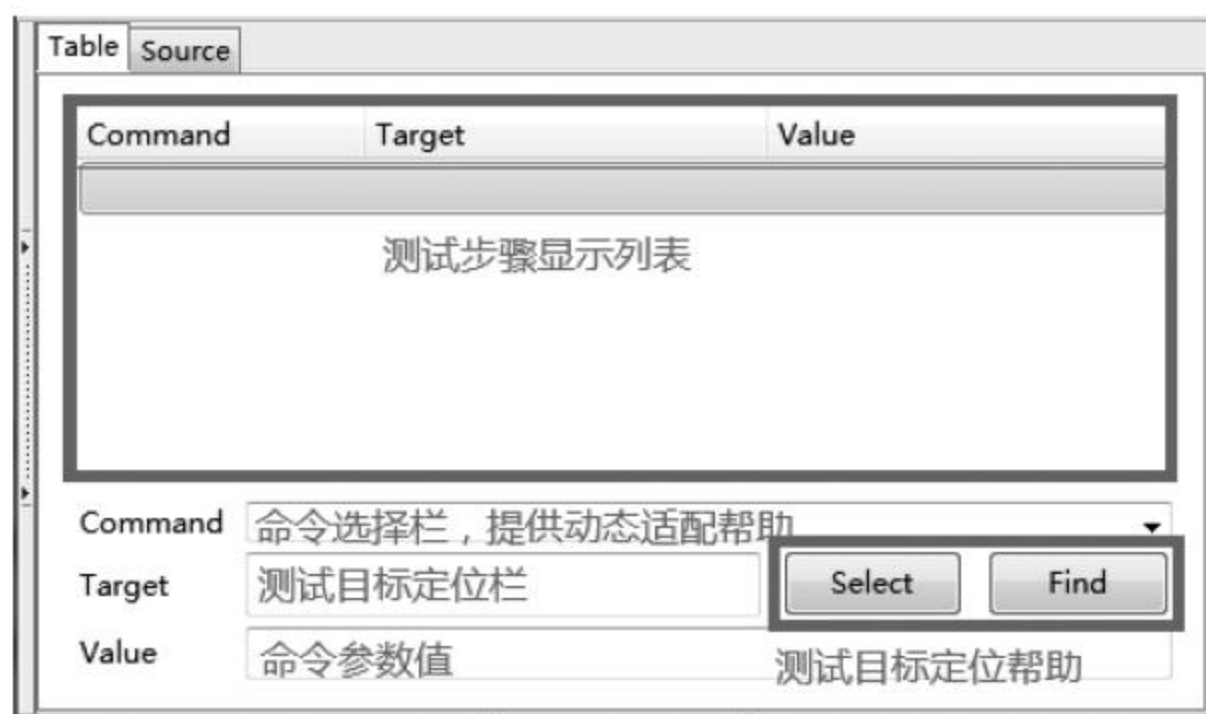 Table Source
Command Target Value
测试步骤显示列表
Command 命令选择栏，提供动态适配帮助
Target 测试目标定位栏 Select Find
Value 命令参数值 测试目标定位帮助